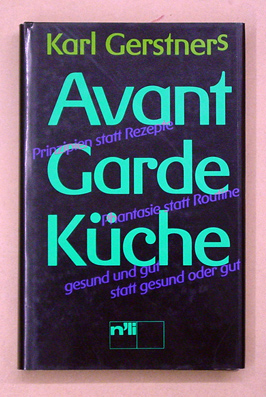 Karl Gerstners
Avant
Prinzipien statt Rezepte
Garde
phantasie statt Routine
Küche
gesund und gut
statt gesund oder gut
n'li